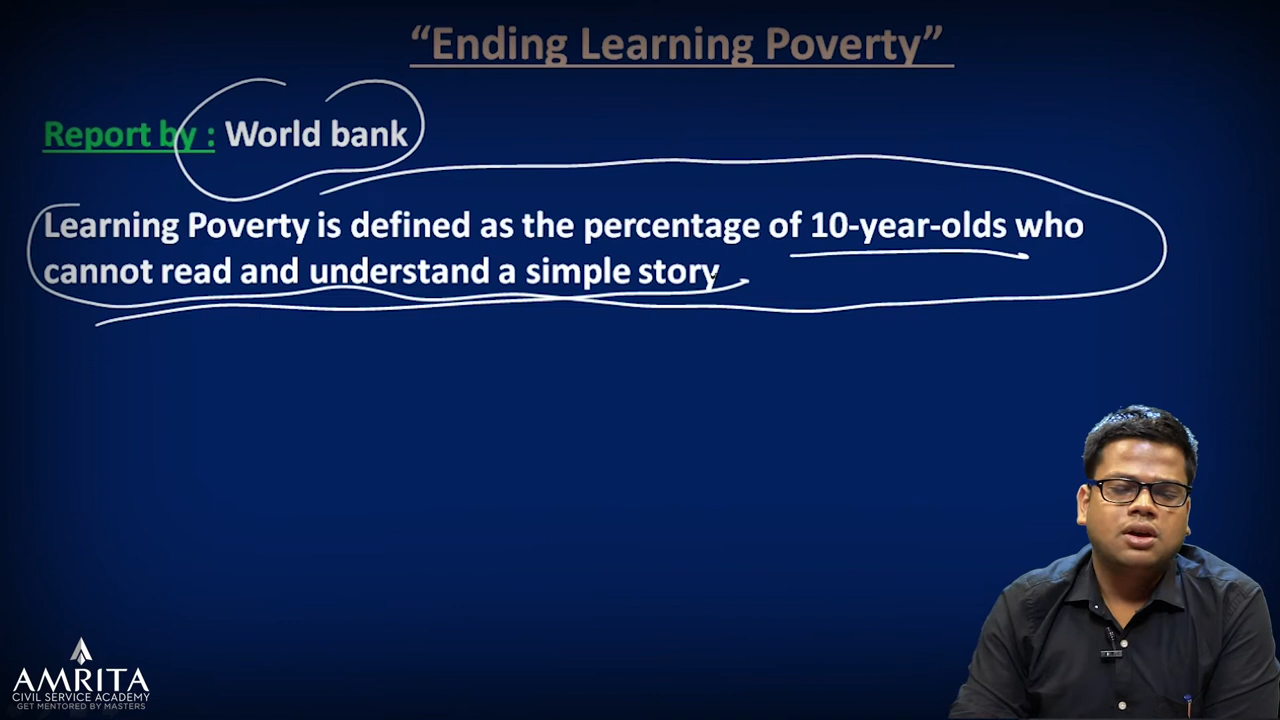 “Ending Learning Poverty”
Report by : World bank
Learning Poverty is defined as the percentage of 10-year-olds who
cannot read and understand a simple story
AMRITA
CIVIL SERVICE ACADEMY
GET MENTORED BY MASTERS